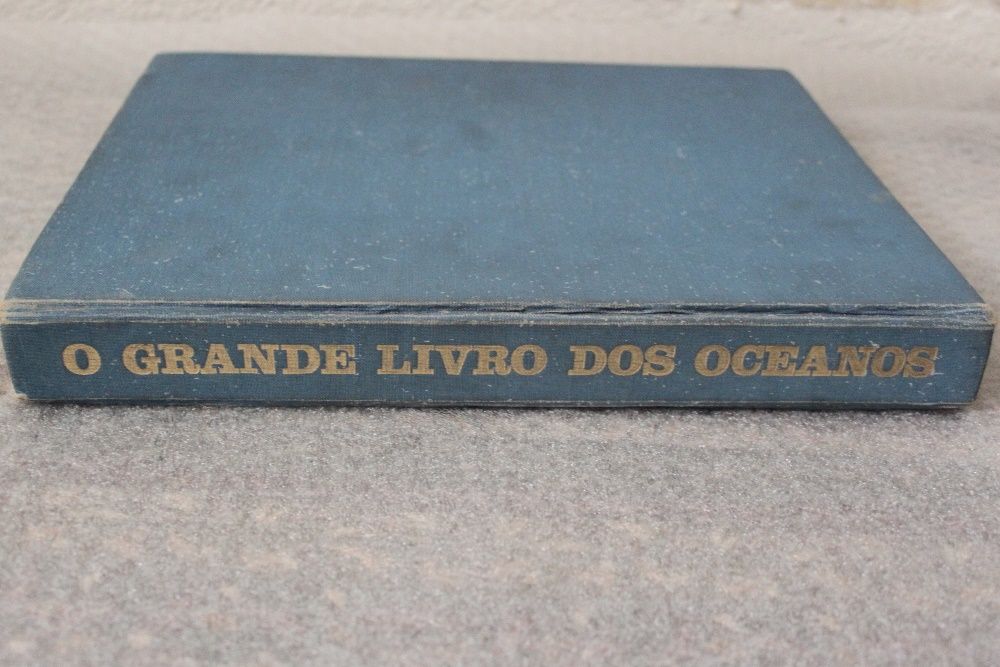 O GRANDE LIVRO DOS OCEANOS